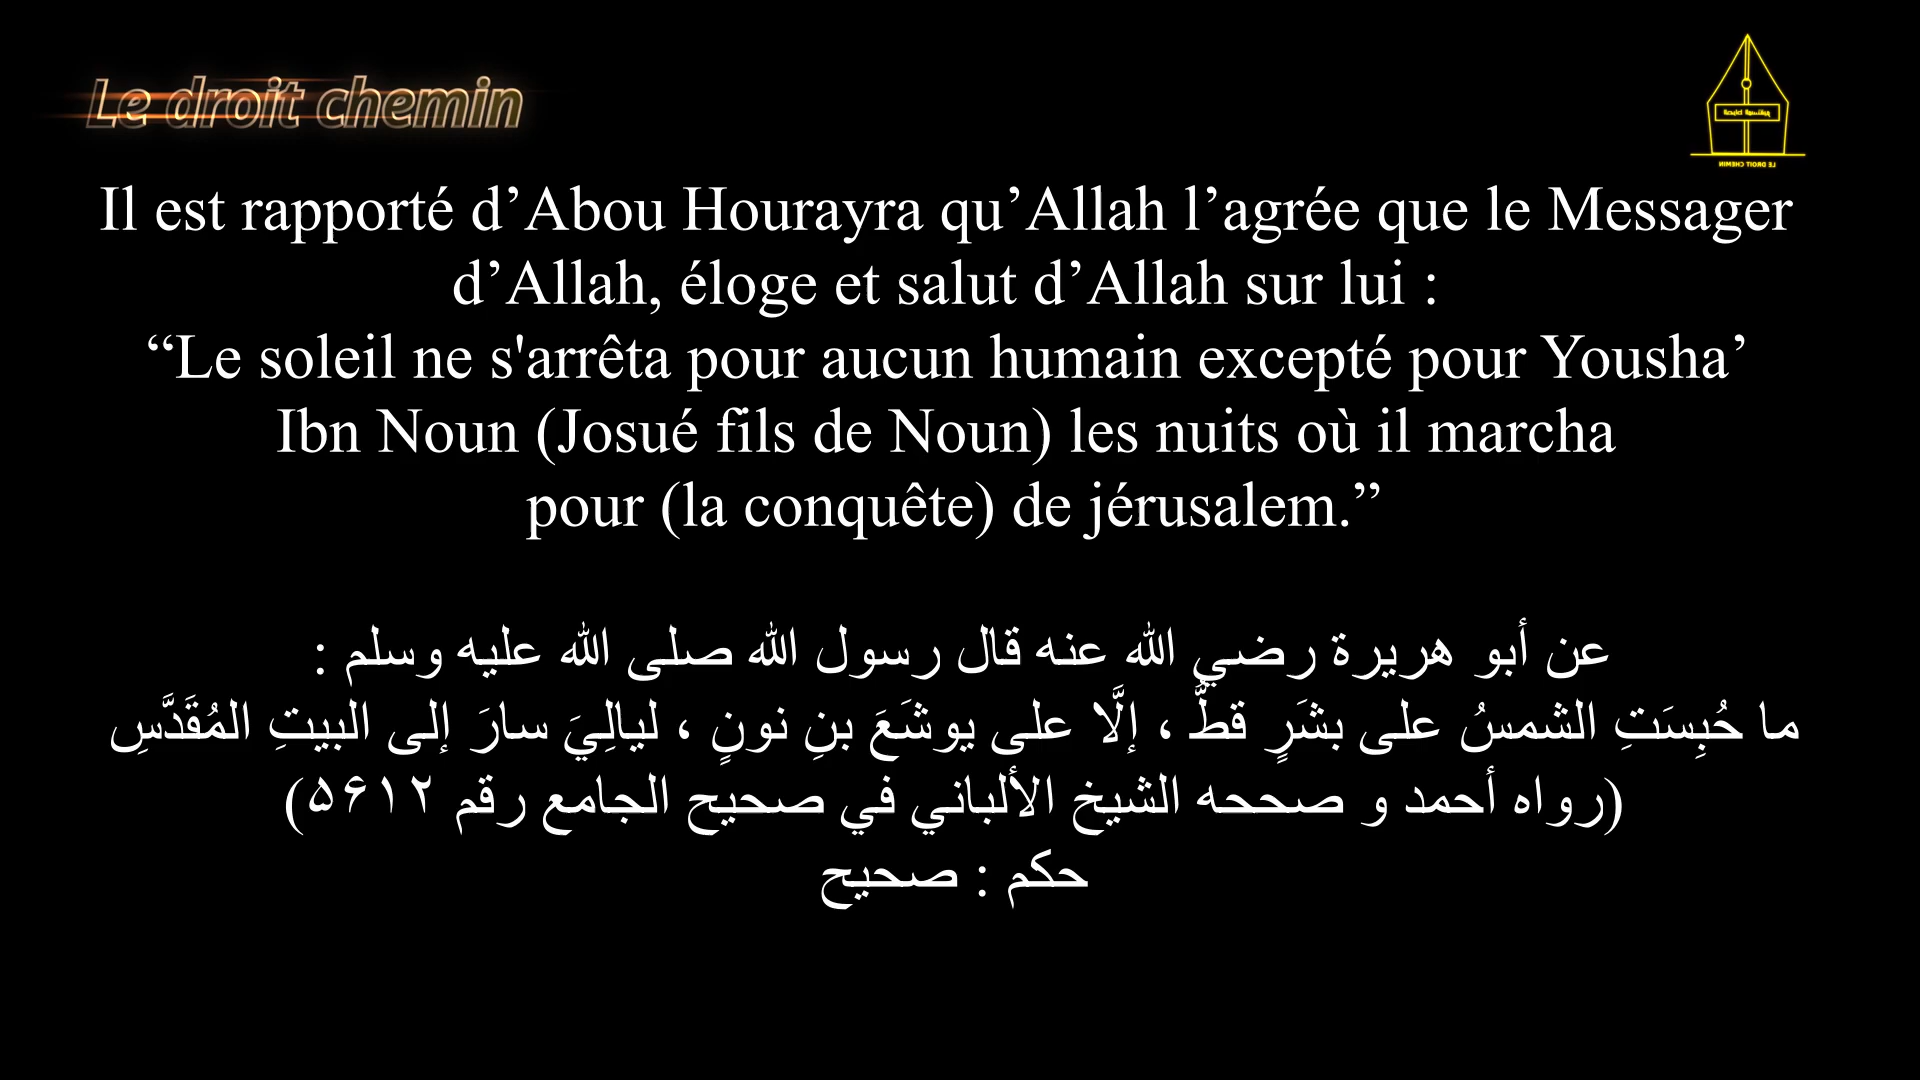 Le droit chemin
LE DROIT CHEMIN
Il est rapporté d’Abou Hourayra qu’Allah l’agrée que le Messager
d’Allah, éloge et salut d’Allah sur lui :
“Le soleil ne s'arrêta pour aucun humain excepté pour Yousha’
Ibn Noun (Josué fils de Noun) les nuits où il marcha
pour (la conquête) de jérusalem.”
عن أبو هريرة رضي الله عنه قال رسول الله صلى الله عليه وسلم :
ما حُبِسَتِ الشمسُ على بشَرٍ قطُّ ، إلَّا على يوشَعَ بنِ نونٍ ، ليالِيَ سارَ إلى البيتِ المُقَدَّسِ
(رواه أحمد و صححه الشيخ الألباني في صحيح الجامع رقم ۵۶۱۲)
حكم : صحيح